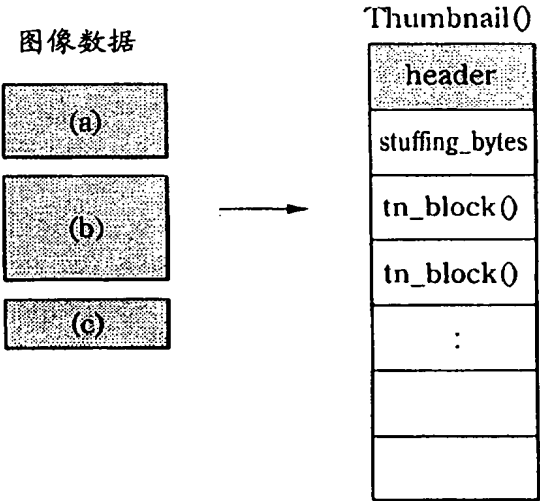 图像数据
(a)
(b)
(c)
Thumbnail()
header
stuffing_bytes
tn_block()
tn_block()
: